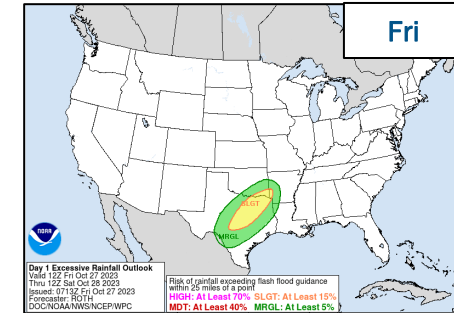 Fri
SLGT
MRGL
NOAA
Day 1 Excessive Rainfall Outlook
Valid 12Z Fri Oct 27 2023
Thru 12Z Sat Oct 28 2023
Issued: 0713Z Fri Oct 27 2023
Forecaster: ROTH
DOC/NOAA/NWS/NCEP/WPC
Risk of rainfall exceeding flash flood guidance
within 25 miles of a point
HIGH: At Least 70% SLGT: At Least 15%
MDT: At Least 40% MRGL: At Least 5%